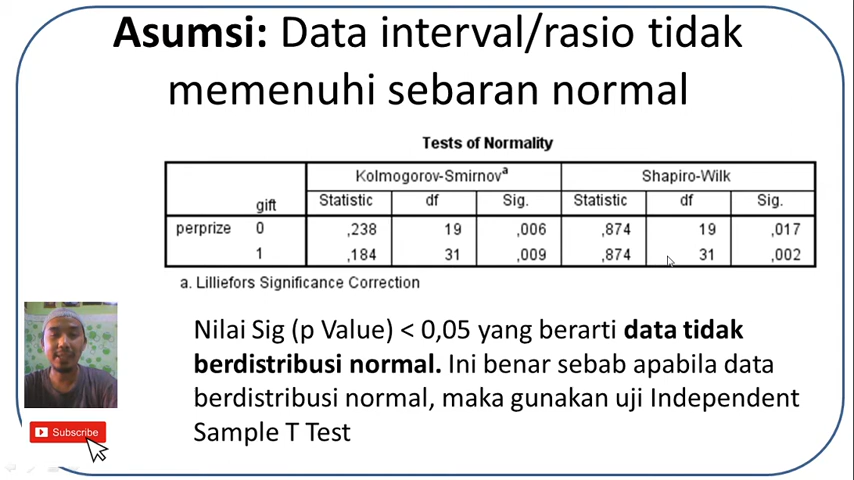 Asumsi: Data interval/rasio tidak
memenuhi sebaran normal
Tests of Normality
Kolmogorov-Smirnovª Shapiro-Wilk
gift Statistic df Sig. Statistic df Sig.
perprize 0 ,238 19 ,006 ,874 19 ,017
1 ,184 31 ,009 ,874 31 ,002
a. Lilliefors Significance Correction
Nilai Sig (p Value) < 0,05 yang berarti data tidak
berdistribusi normal. Ini benar sebab apabila data
berdistribusi normal, maka gunakan uji Independent
Sample T Test
Subscribe